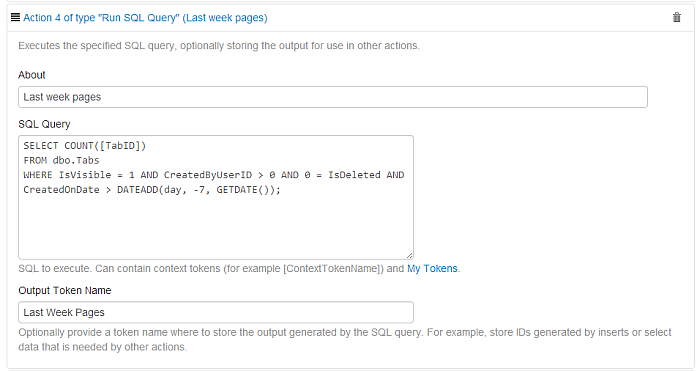 Action 4 of type "Run SQL Query" (Last week pages)
Executes the specified SQL query, optionally storing the output for use in other actions.
About
Last week pages
SQL Query
SELECT COUNT([TabID])
FROM dbo.Tabs
WHERE IsVisible = 1 AND CreatedByUserID > 0 AND 0 = IsDeleted AND
CreatedOnDate > DATEADD(day, -7, GETDATE());
SQL to execute. Can contain context tokens (for example [ContextTokenName]) and My Tokens.
Output Token Name
Last Week Pages
Optionally provide a token name where to store the output generated by the SQL query. For example, store IDs generated by inserts or select
data that is needed by other actions.